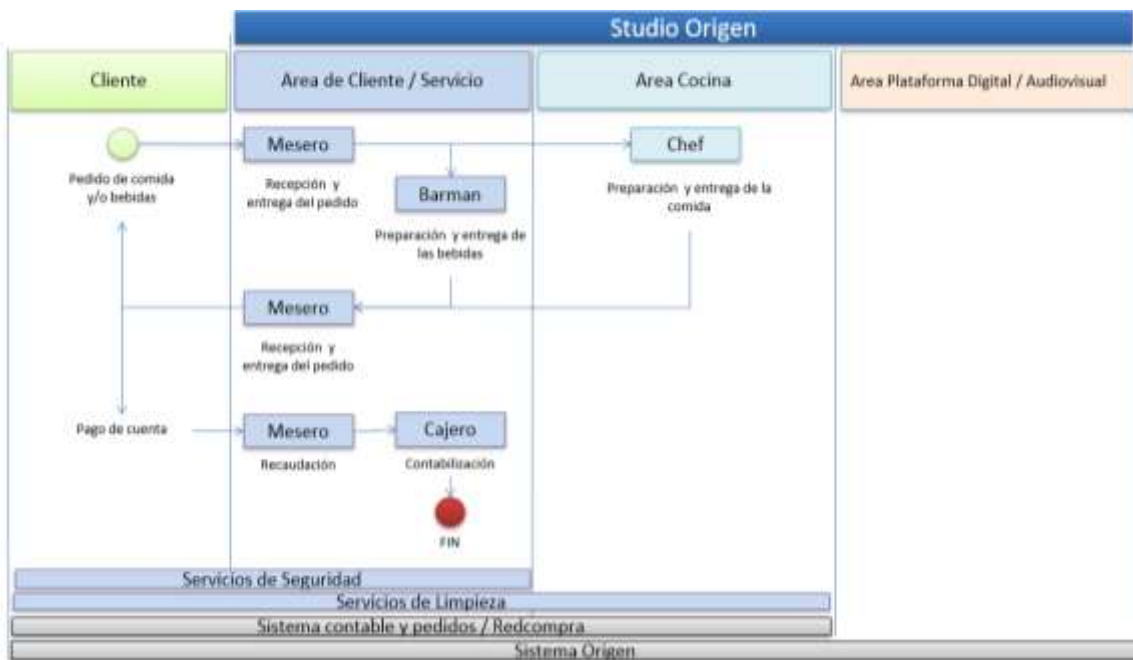 Studio Origen
Cliente
Area de Cliente / Servicio
Area Cocina
Area Plataforma Digital / Audiovisual
Mesero
Chef
Pedido de comida
y/o bebidas
Recepción y
entrega del pedido
Barman
Preparación y entrega de la
comida
Preparación y entrega de
las bebidas
Mesero
Recepción y
entrega del pedido
Pago de cuenta
Mesero
Cajero
Recaudación
Contabilización
FIN
Servicios de Seguridad
Servicios de Limpieza
Sistema contable y pedidos / Redcompra
Sistema Origen